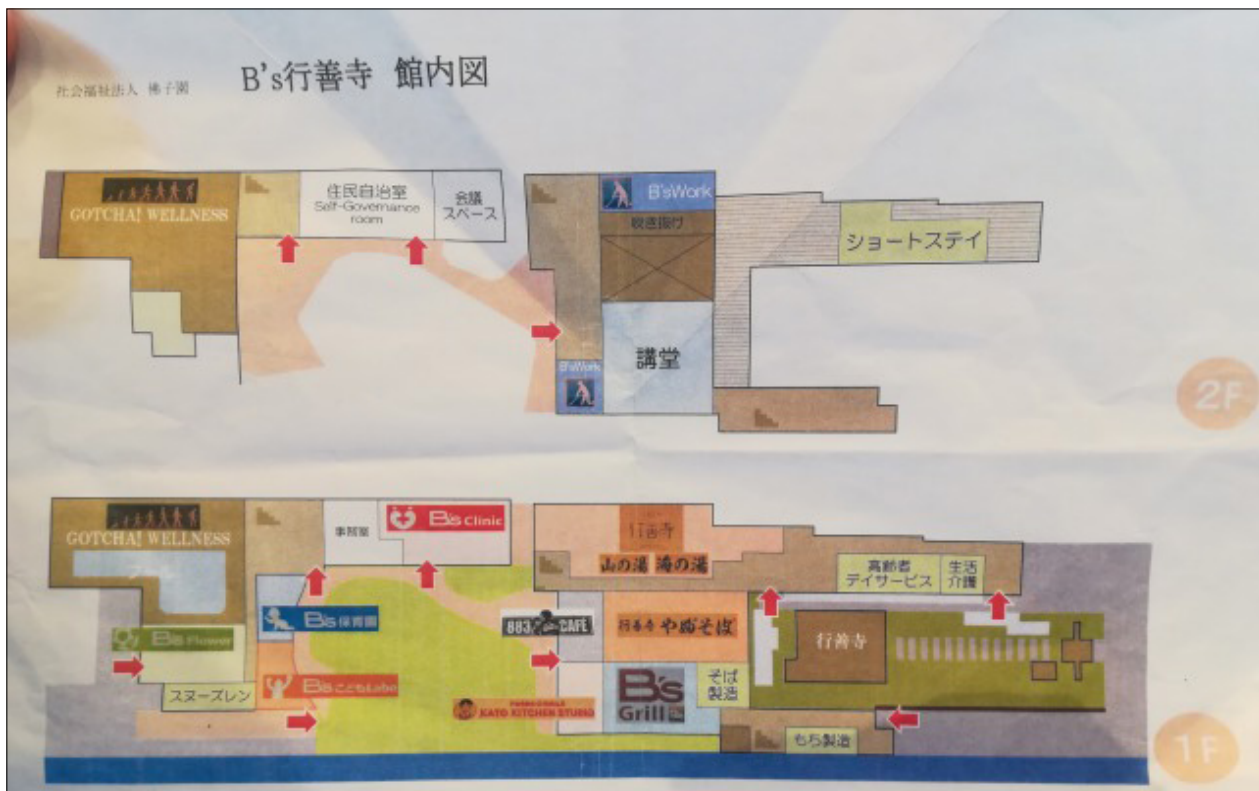 社会福祉法人 佛子園
B's行善寺 館内図
GOTCHA! WELLNESS
住民自治室
Self-Governance
room
会議
スペース
B'sWork
吹き抜け
ショートステイ
講堂
B'sWork
2F
GOTCHA! WELLNESS
事務室
B's Clinic
行善寺
山の湯 海の湯
高齢者
デイサービス
生活
介護
B's保育園
883 CAFE
行善寺 やぶそば
行善寺
B's Flower
スヌーズレン
B'sこどもLabo
KATO KITCHEN STUDIO
B's
Grill
そば
製造
もち製造
1F